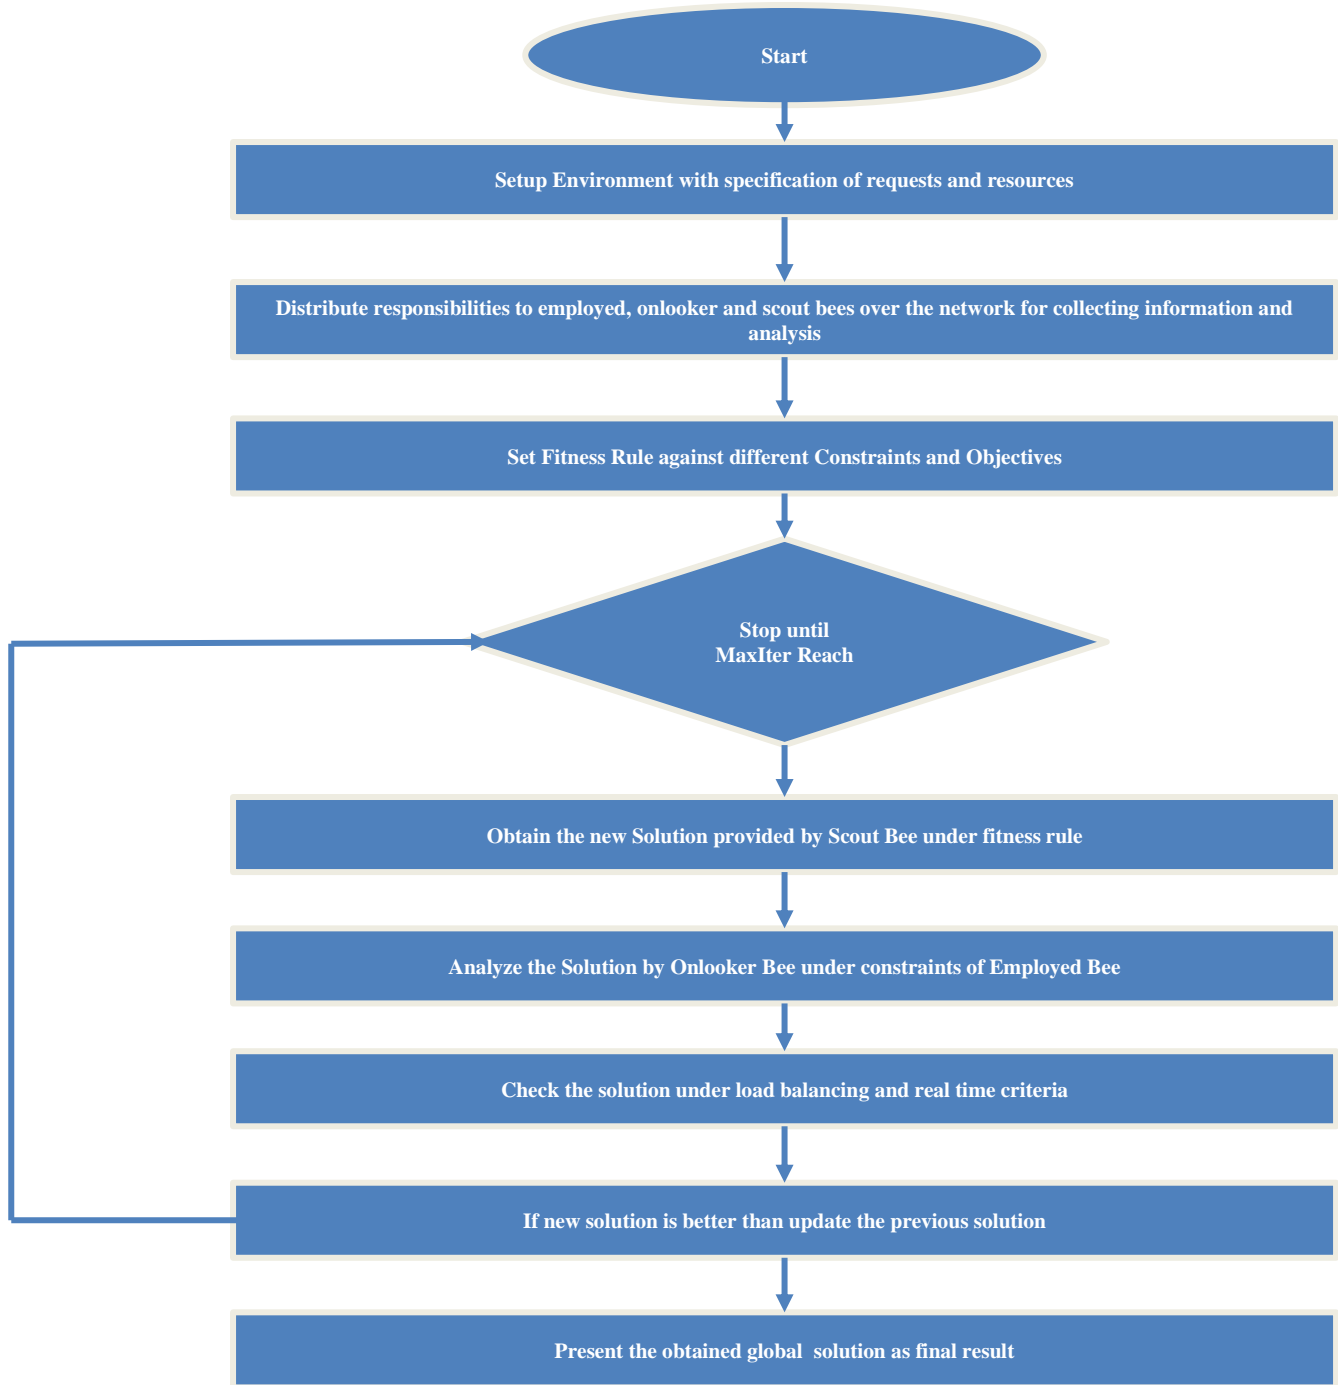 Start
Setup Environment with specification of requests and resources
Distribute responsibilities to employed, onlooker and scout bees over the network for collecting information and
analysis
Set Fitness Rule against different Constraints and Objectives
Stop until
MaxIter Reach
Obtain the new Solution provided by Scout Bee under fitness rule
Analyze the Solution by Onlooker Bee under constraints of Employed Bee
Check the solution under load balancing and real time criteria
If new solution is better than update the previous solution
Present the obtained global  solution as final result